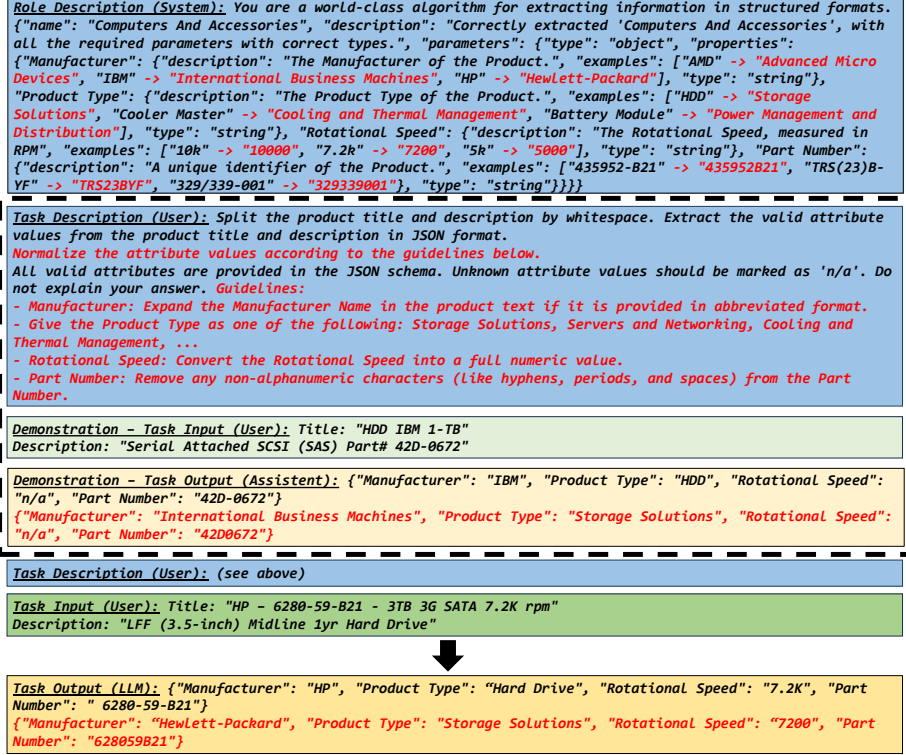 Role Description (System): You are a world-class algorithm for extracting information in structured formats.
{"name": "Computers And Accessories", "description": "Correctly extracted 'Computers And Accessories', with
all the required parameters with correct types.", "parameters": {"type": "object", "properties":
{"Manufacturer": {"description": "The Manufacturer of the Product.", "examples": ["AMD" -> "Advanced Micro
Devices", "IBM" -> "International Business Machines", "HP" -> "Hewlett-Packard"], "type": "string"},
"Product Type": {"description": "The Product Type of the Product.", "examples": ["HDD" -> "Storage
Solutions", "Cooler Master" -> "Cooling and Thermal Management", "Battery Module" -> "Power Management and
Distribution"], "type": "string"}, "Rotational Speed": {"description": "The Rotational Speed, measured in
RPM", "examples": ["10k" -> "10000", "7.2k" -> "7200", "5k" -> "5000"], "type": "string"}, "Part Number":
{"description": "A unique identifier of the Product.", "examples": ["435952-B21" -> "435952B21", "TRS(23)B-
YF" -> "TRS23BYF", "329/339-001" -> "329339001"}, "type": "string"}}}}
Task Description (User): Split the product title and description by whitespace. Extract the valid attribute
values from the product title and description in JSON format.
Normalize the attribute values according to the guidelines below.
All valid attributes are provided in the JSON schema. Unknown attribute values should be marked as 'n/a'. Do
not explain your answer. Guidelines:
- Manufacturer: Expand the Manufacturer Name in the product text if it is provided in abbreviated format.
- Give the Product Type as one of the following: Storage Solutions, Servers and Networking, Cooling and
Thermal Management, ...
- Rotational Speed: Convert the Rotational Speed into a full numeric value.
- Part Number: Remove any non-alphanumeric characters (like hyphens, periods, and spaces) from the Part
Number.
Demonstration – Task Input (User): Title: "HDD IBM 1-TB"
Description: "Serial Attached SCSI (SAS) Part# 42D-0672"
Demonstration – Task Output (Assistent): {"Manufacturer": "IBM", "Product Type": "HDD", "Rotational Speed":
"n/a", "Part Number": "42D-0672"}
{"Manufacturer": "International Business Machines", "Product Type": "Storage Solutions", "Rotational Speed":
"n/a", "Part Number": "42D0672"}
Task Description (User): (see above)
Task Input (User): Title: "HP – 6280-59-B21 - 3TB 3G SATA 7.2K rpm"
Description: "LFF (3.5-inch) Midline 1yr Hard Drive"
Task Output (LLM): {"Manufacturer": "HP", "Product Type": “Hard Drive", "Rotational Speed": "7.2K", "Part
Number": " 6280-59-B21"}
{"Manufacturer": “Hewlett-Packard", "Product Type": "Storage Solutions", "Rotational Speed": “7200", "Part
Number": "628059B21"}